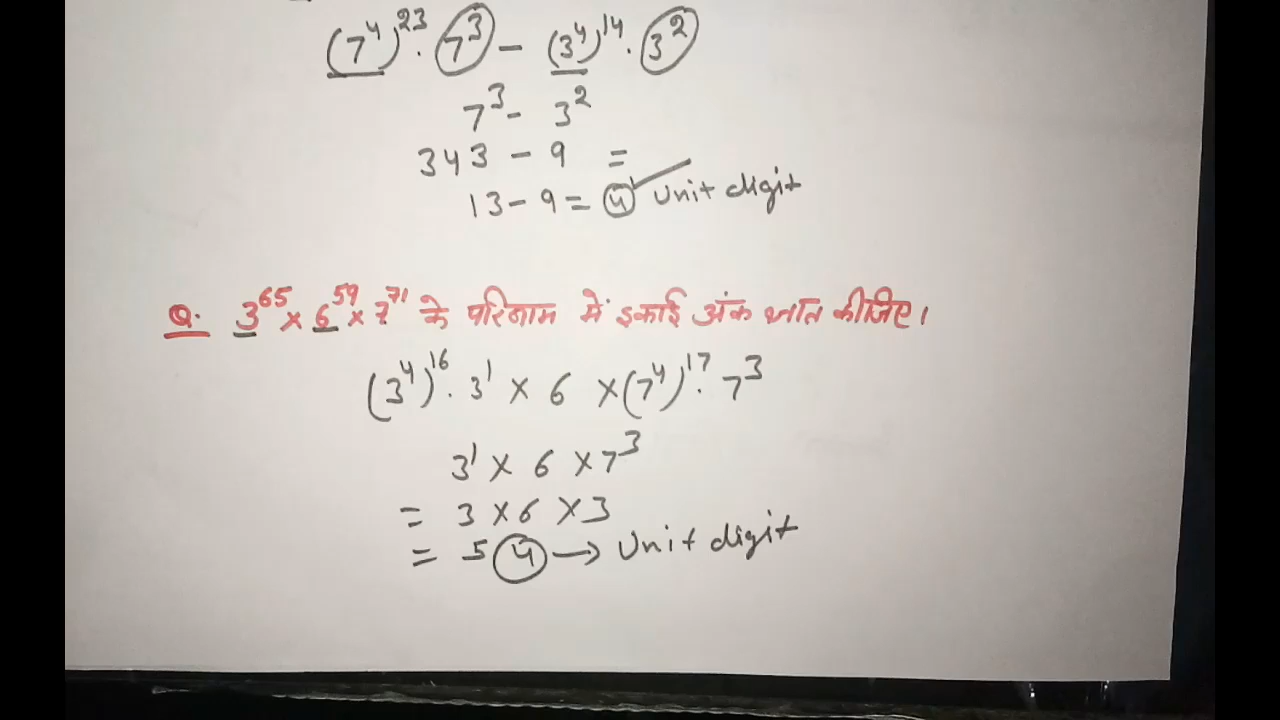 (7⁴)²³ · 7³ - (3⁴)¹⁴ · 3²
7³ - 3²
343 - 9 =
13 - 9 = 4 Unit digit
Q. 3⁶⁵ × 6⁵⁹ × 7⁷¹ के परिणाम में इकाई अंक ज्ञात कीजिए।
(3⁴)¹⁶ · 3¹ × 6 × (7⁴)¹⁷ · 7³
3¹ × 6 × 7³
= 3 × 6 × 3
= 54 → Unit digit